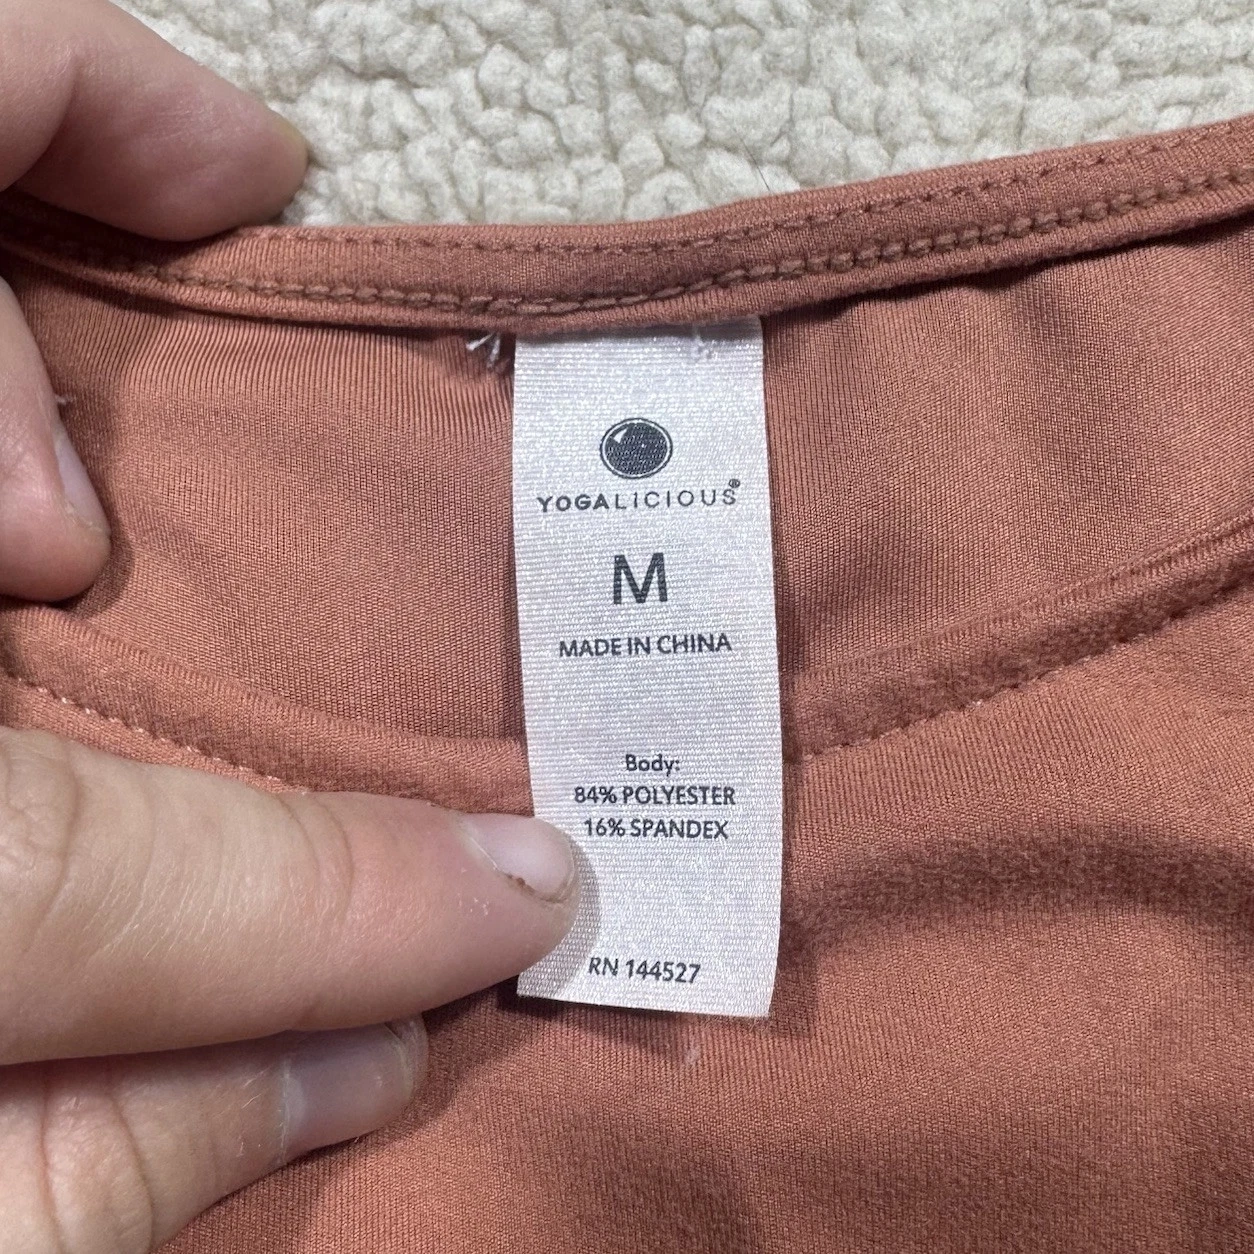 YOGALICIOUS®
M
MADE IN CHINA
Body:
84% POLYESTER
16% SPANDEX
RN 144527